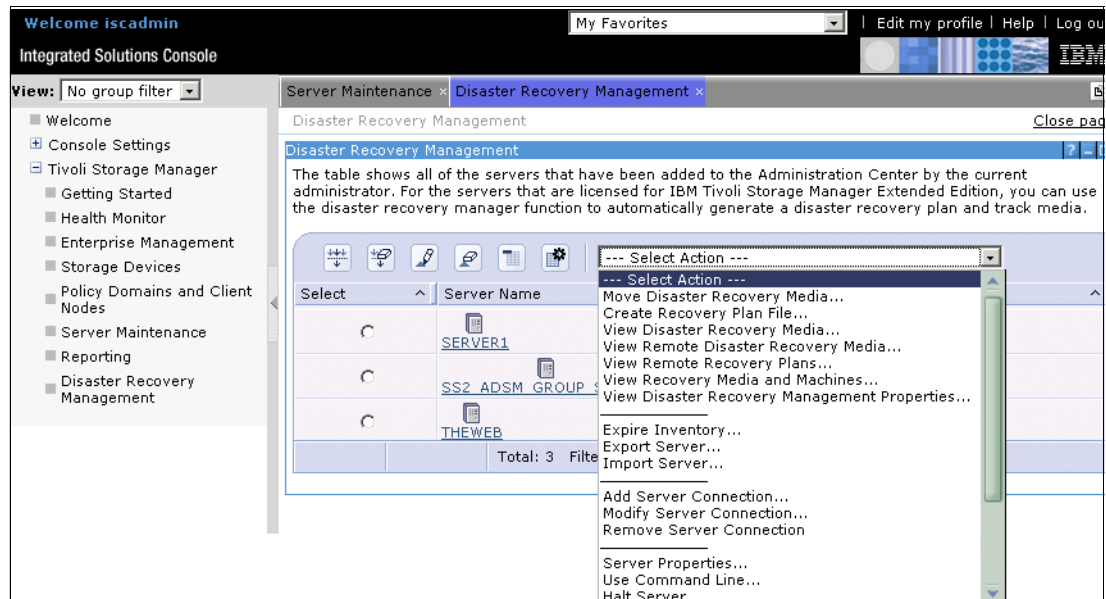 Welcome iscadmin
My Favorites
Edit my profile | Help | Log ou
Integrated Solutions Console
IBM
View: No group filter
Server Maintenance × Disaster Recovery Management ×
Welcome
Console Settings
Tivoli Storage Manager
Getting Started
Health Monitor
Enterprise Management
Storage Devices
Policy Domains and Client
Nodes
Server Maintenance
Reporting
Disaster Recovery
Management
Disaster Recovery Management
Close pag
Disaster Recovery Management
The table shows all of the servers that have been added to the Administration Center by the current
administrator. For the servers that are licensed for IBM Tivoli Storage Manager Extended Edition, you can use
the disaster recovery manager function to automatically generate a disaster recovery plan and track media.
--- Select Action ---
Select
Server Name
SERVER1
SS2_ADSM_GROUP_S
THEWEB
Total: 3 Filte
--- Select Action ---
Move Disaster Recovery Media...
Create Recovery Plan File...
View Disaster Recovery Media...
View Remote Disaster Recovery Media...
View Remote Recovery Plans...
View Recovery Media and Machines...
View Disaster Recovery Management Properties...
Expire Inventory...
Export Server...
Import Server...
Add Server Connection...
Modify Server Connection...
Remove Server Connection
Server Properties...
Use Command Line...
Halt Server